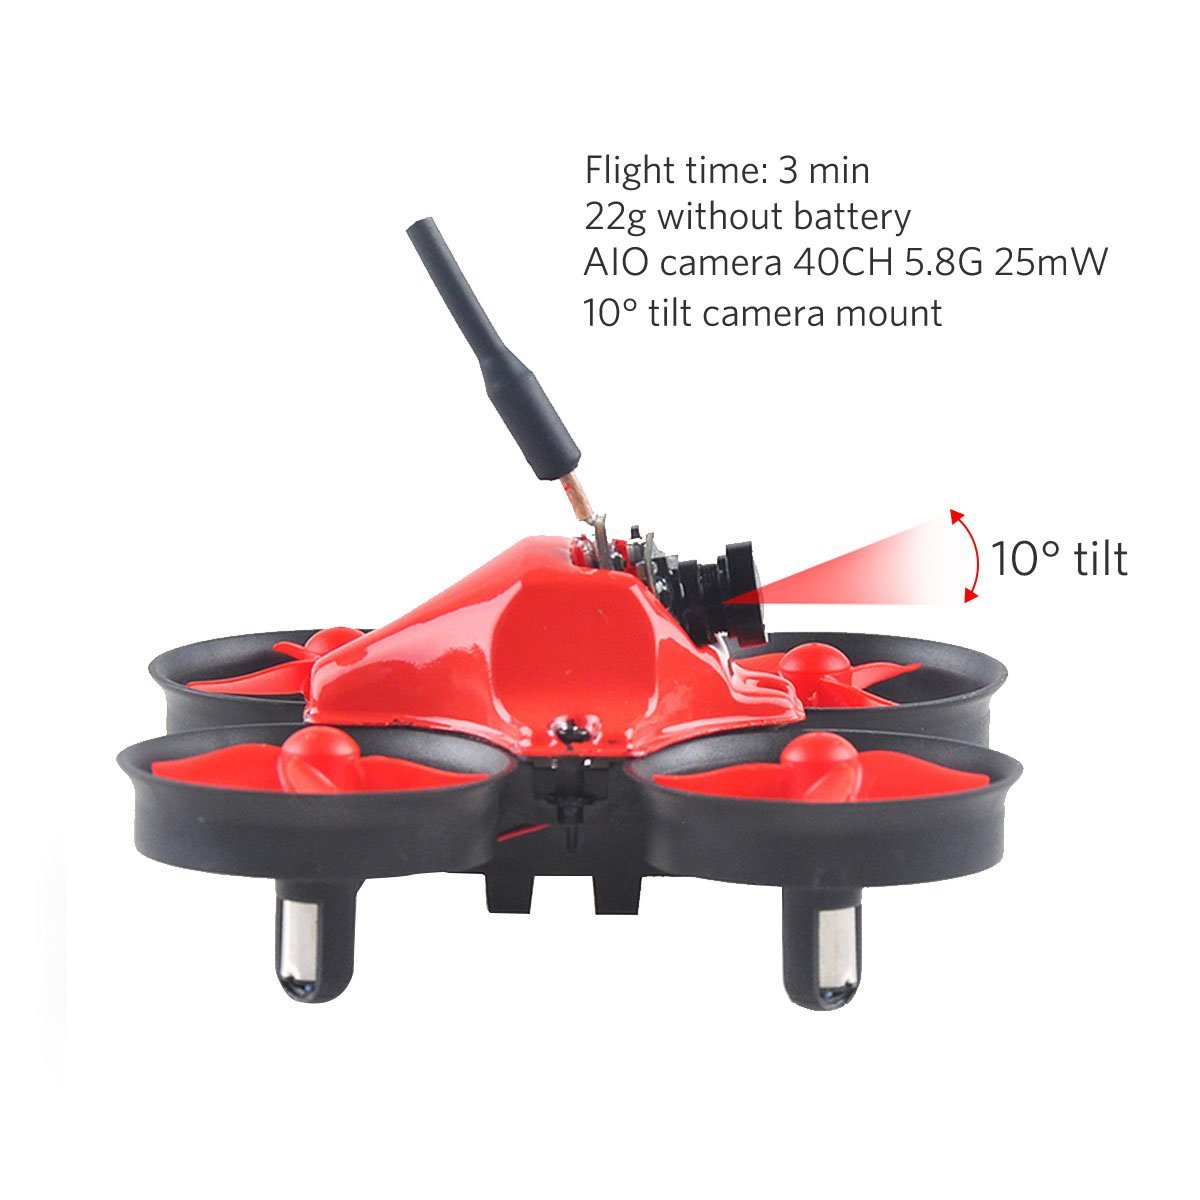 Flight time: 3 min
22g without battery
AIO camera 40CH 5.8G 25mW
10° tilt camera mount
10° tilt